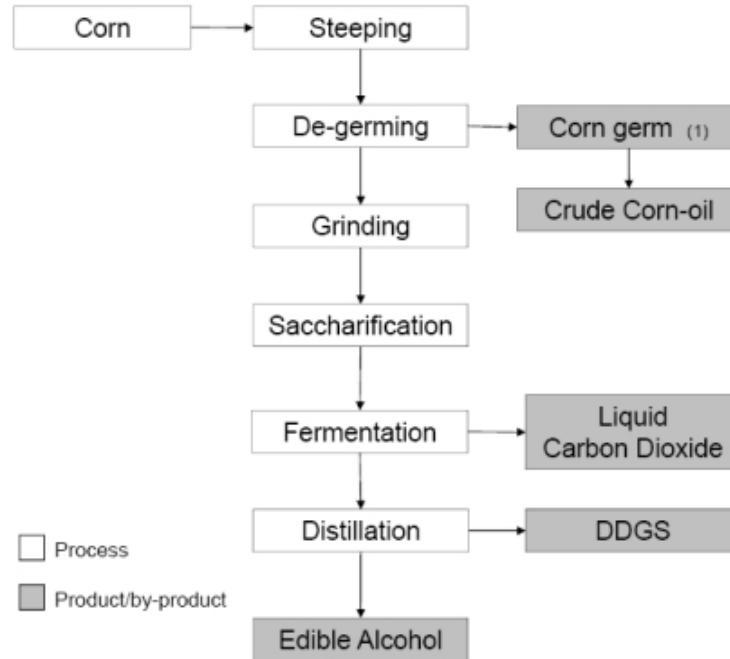 Corn
Steeping
De-germing
Corn germ (1)
Crude Corn-oil
Grinding
Saccharification
Fermentation
Liquid
Carbon Dioxide
Distillation
DDGS
Process
Product/by-product
Edible Alcohol